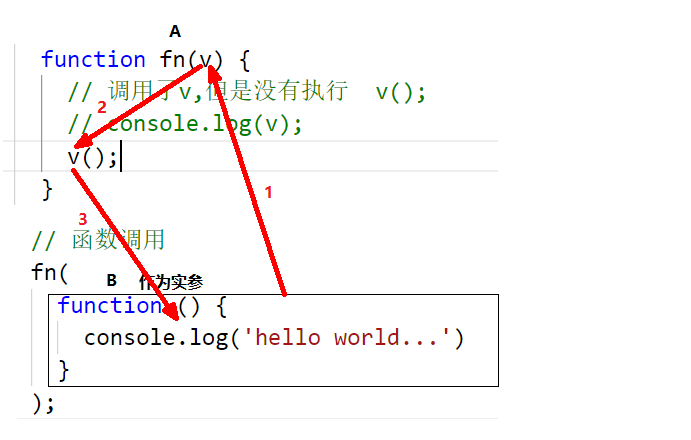 A
function fn(v) {
// 调用了v,但是没有执行 v();
2
// console.log(v);
v();
1
}
3
// 函数调用
fn(
B 作为实参
function () {
console.log('hello world...')
}
);